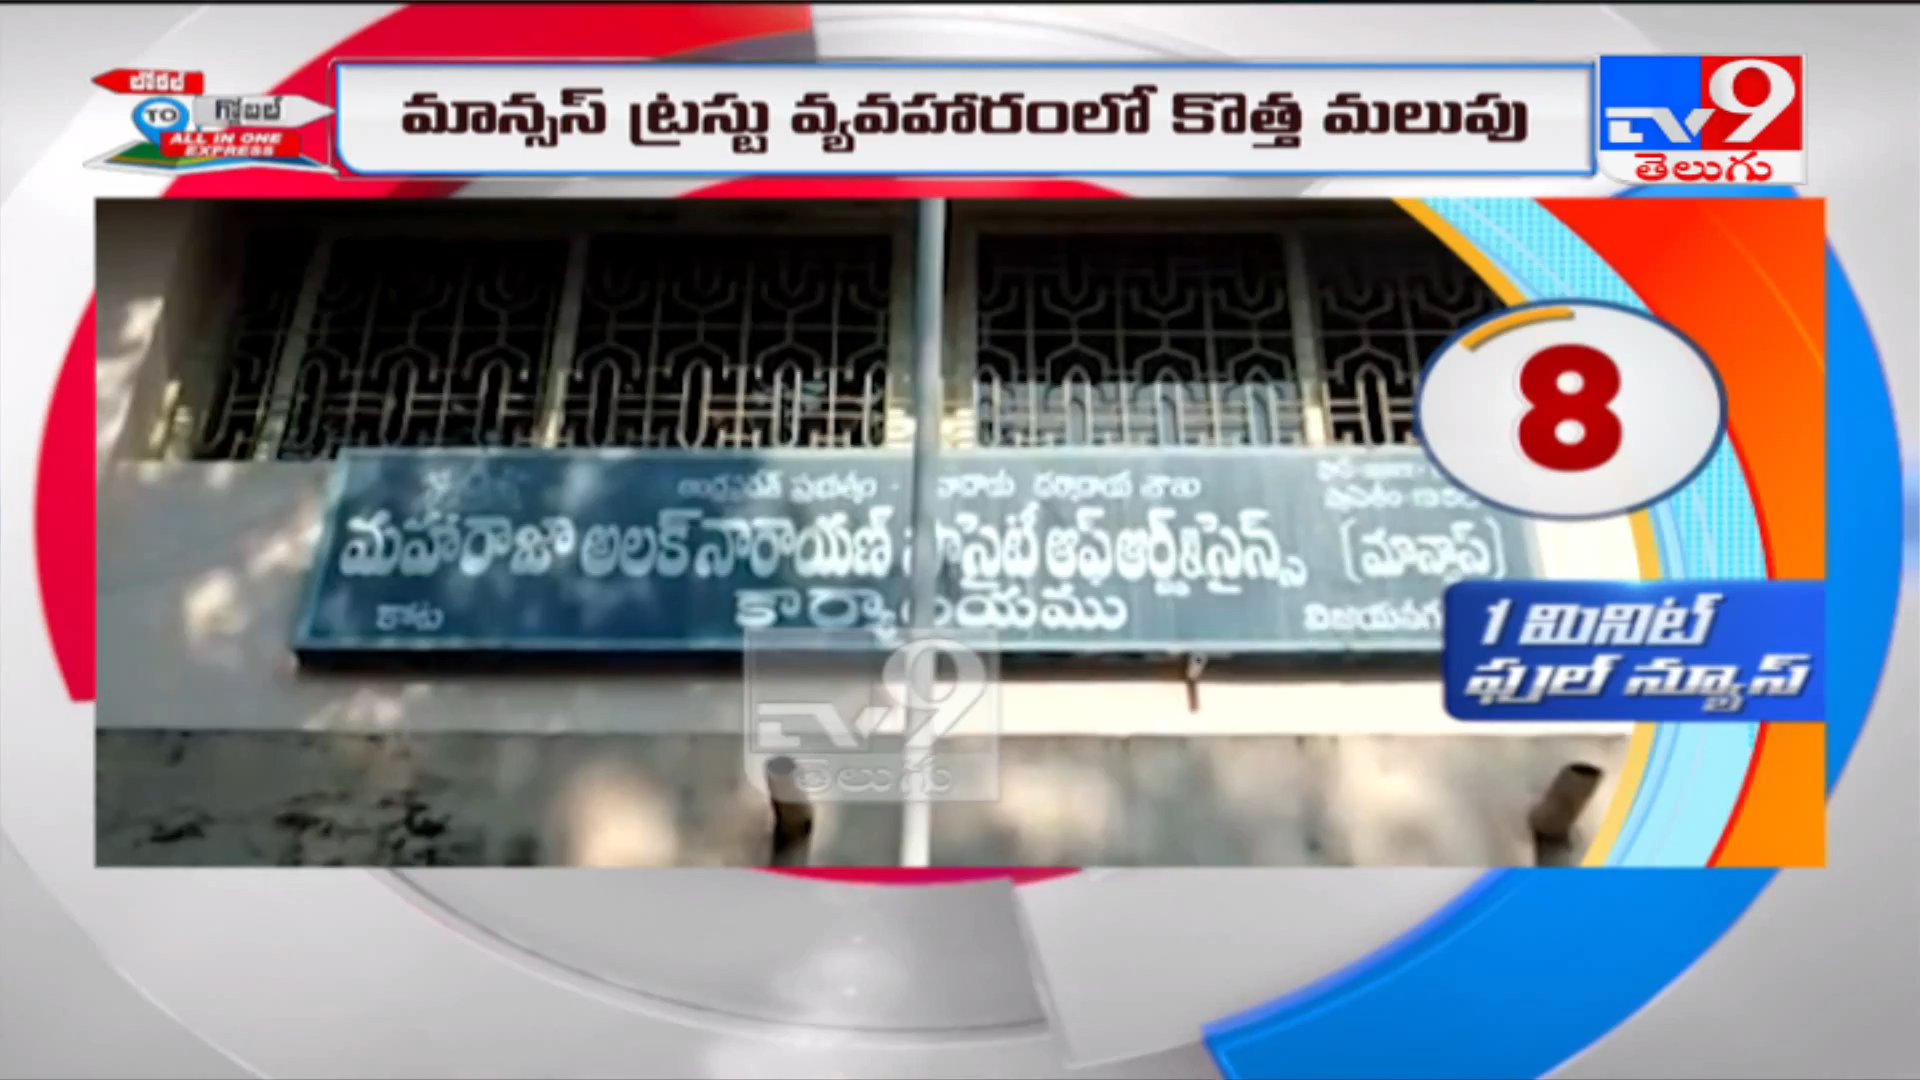 లోకల్
TO గ్లోబల్
ALL IN ONE
EXPRESS
మాన్సస్ ట్రస్టు వ్యవహారంలో కొత్త మలుపు
TV9
తెలుగు
8
మహారాజా అలక్ నారాయణ్ సొసైటీ ఆఫ్ ఆర్ట్స్ & సైన్స్ (మాన్సాస్)
కోట కార్యాలయము
1 మినిట్
ఫుల్ న్యూస్
TV9
తెలుగు